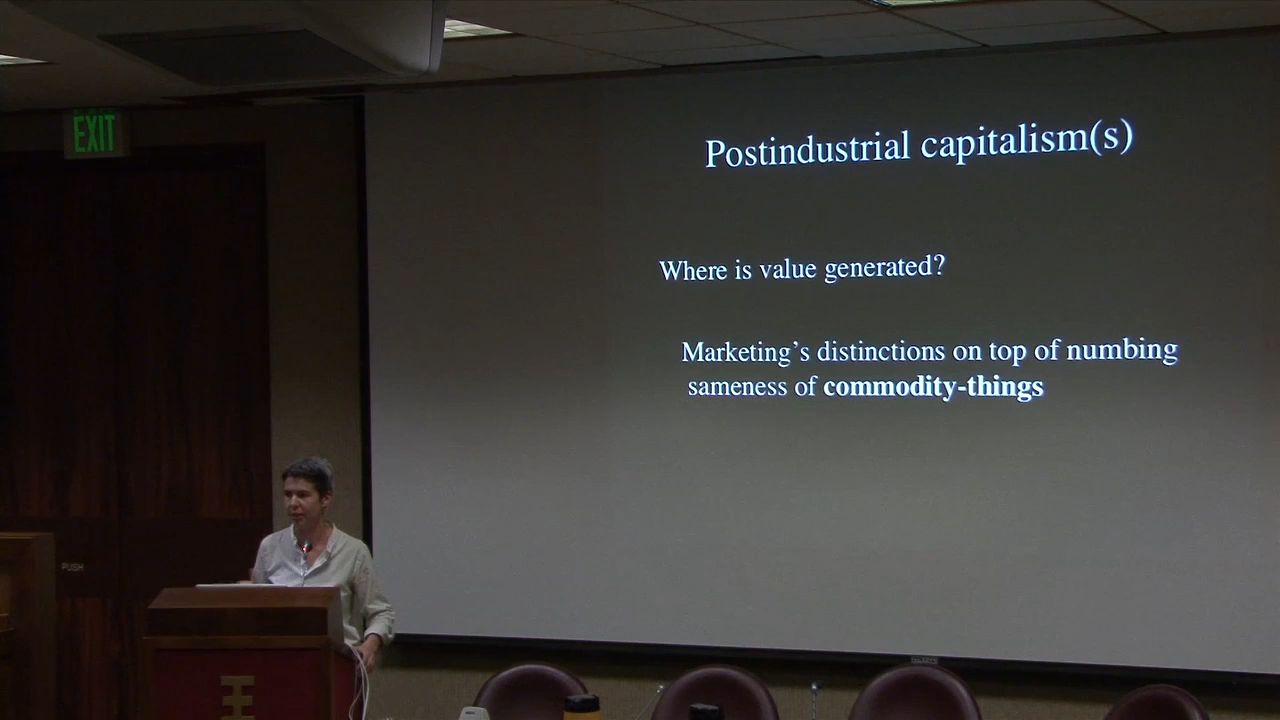 EXIT
Postindustrial capitalism(s)
Where is value generated?
Marketing's distinctions on top of numbing
sameness of commodity-things
PUSH